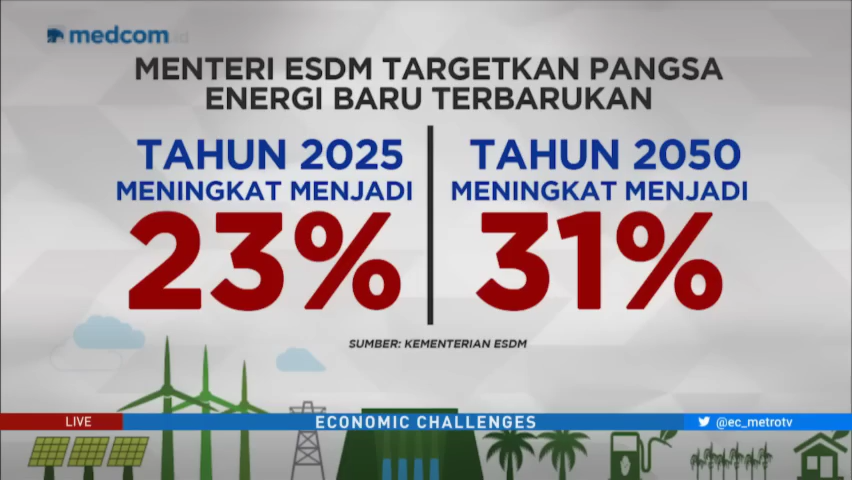 medcom.id
MENTERI ESDM TARGETKAN PANGSA
ENERGI BARU TERBARUKAN
TAHUN 2025
MENINGKAT MENJADI
23%
TAHUN 2050
MENINGKAT MENJADI
31%
SUMBER: KEMENTERIAN ESDM
LIVE
ECONOMIC CHALLENGES
@ec_metrotv